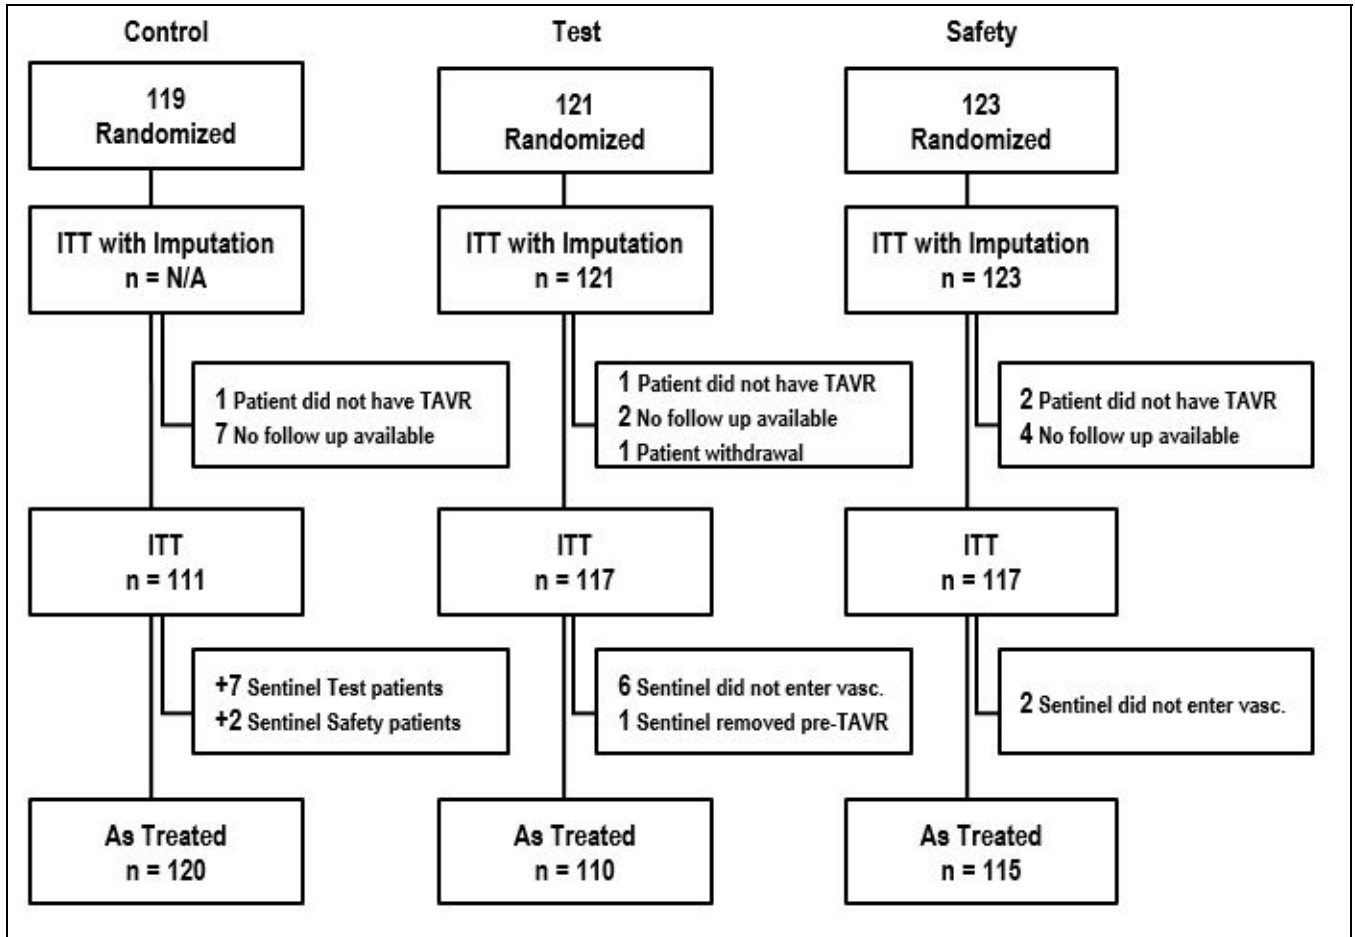 Control
119
Randomized
ITT with Imputation
n = N/A
1 Patient did not have TAVR
7 No follow up available
ITT
n = 111
+7 Sentinel Test patients
+2 Sentinel Safety patients
As Treated
n = 120
Test
121
Randomized
ITT with Imputation
n = 121
1 Patient did not have TAVR
2 No follow up available
1 Patient withdrawal
ITT
n = 117
6 Sentinel did not enter vasc.
1 Sentinel removed pre-TAVR
As Treated
n = 110
Safety
123
Randomized
ITT with Imputation
n = 123
2 Patient did not have TAVR
4 No follow up available
ITT
n = 117
2 Sentinel did not enter vasc.
As Treated
n = 115